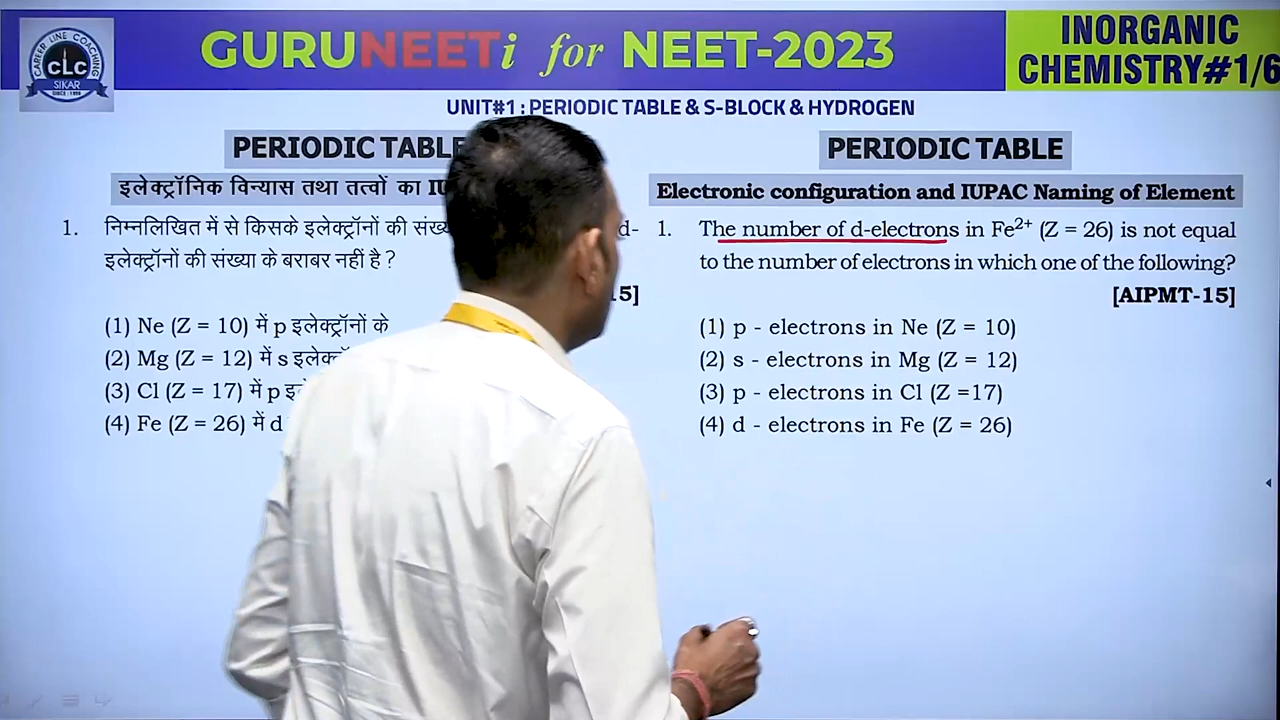 CAREER LINE COACHING
CLC
SIKAR
SINCE : 1996
GURUNEETi for NEET-2023
INORGANIC
CHEMISTRY#1/6
UNIT#1 : PERIODIC TABLE & S-BLOCK & HYDROGEN
PERIODIC TABLE
इलेक्ट्रॉनिक विन्यास तथा तत्वों का
1. निम्नलिखित में से किसके इलेक्ट्रॉनों की d-
इलेक्ट्रॉनों की संख्या के बराबर नहीं है ?
15]
(1) Ne (Z = 10) में p इलेक्ट्रॉनों के
(2) Mg (Z = 12) में s
(3) Cl (Z = 17) में p
(4) Fe (Z = 26) में d
PERIODIC TABLE
Electronic configuration and IUPAC Naming of Element
1. The number of d-electrons in Fe²⁺ (Z = 26) is not equal
to the number of electrons in which one of the following?
[AIPMT-15]
(1) p - electrons in Ne (Z = 10)
(2) s - electrons in Mg (Z = 12)
(3) p - electrons in Cl (Z =17)
(4) d - electrons in Fe (Z = 26)